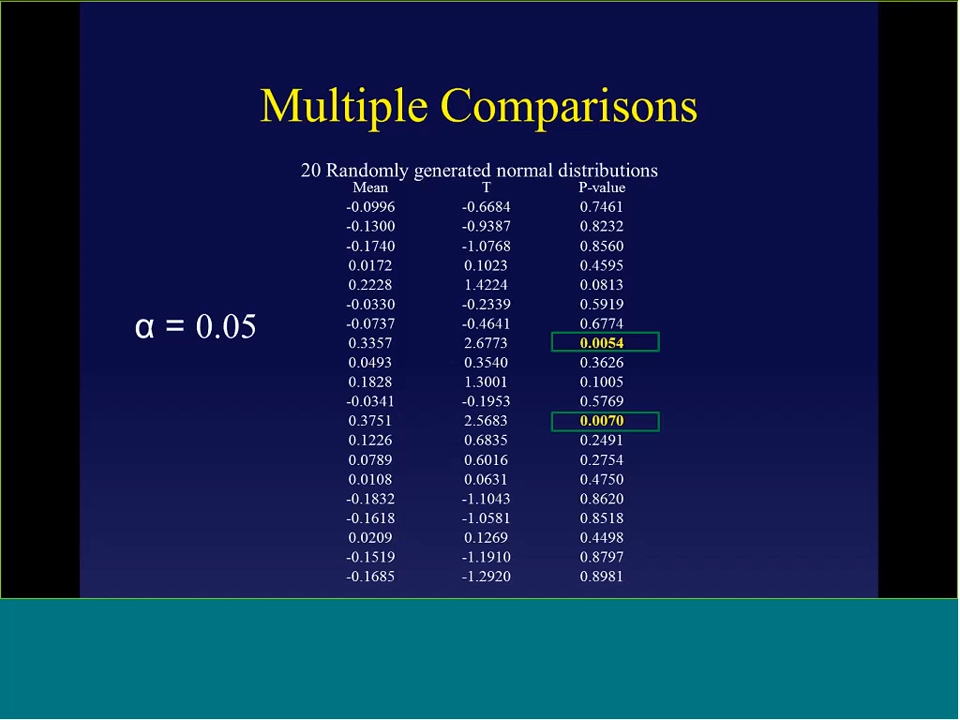 Multiple Comparisons
20 Randomly generated normal distributions
Mean T P-value
-0.0996 -0.6684 0.7461
-0.1300 -0.9387 0.8232
-0.1740 -1.0768 0.8560
0.0172 0.1023 0.4595
0.2228 1.4224 0.0813
-0.0330 -0.2339 0.5919
α = 0.05
-0.0737 -0.4641 0.6774
0.3357 2.6773 0.0054
0.0493 0.3540 0.3626
0.1828 1.3001 0.1005
-0.0341 -0.1953 0.5769
0.3751 2.5683 0.0070
0.1226 0.6835 0.2491
0.0789 0.6016 0.2754
0.0108 0.0631 0.4750
-0.1832 -1.1043 0.8620
-0.1618 -1.0581 0.8518
0.0209 0.1269 0.4498
-0.1519 -1.1910 0.8797
-0.1685 -1.2920 0.8981